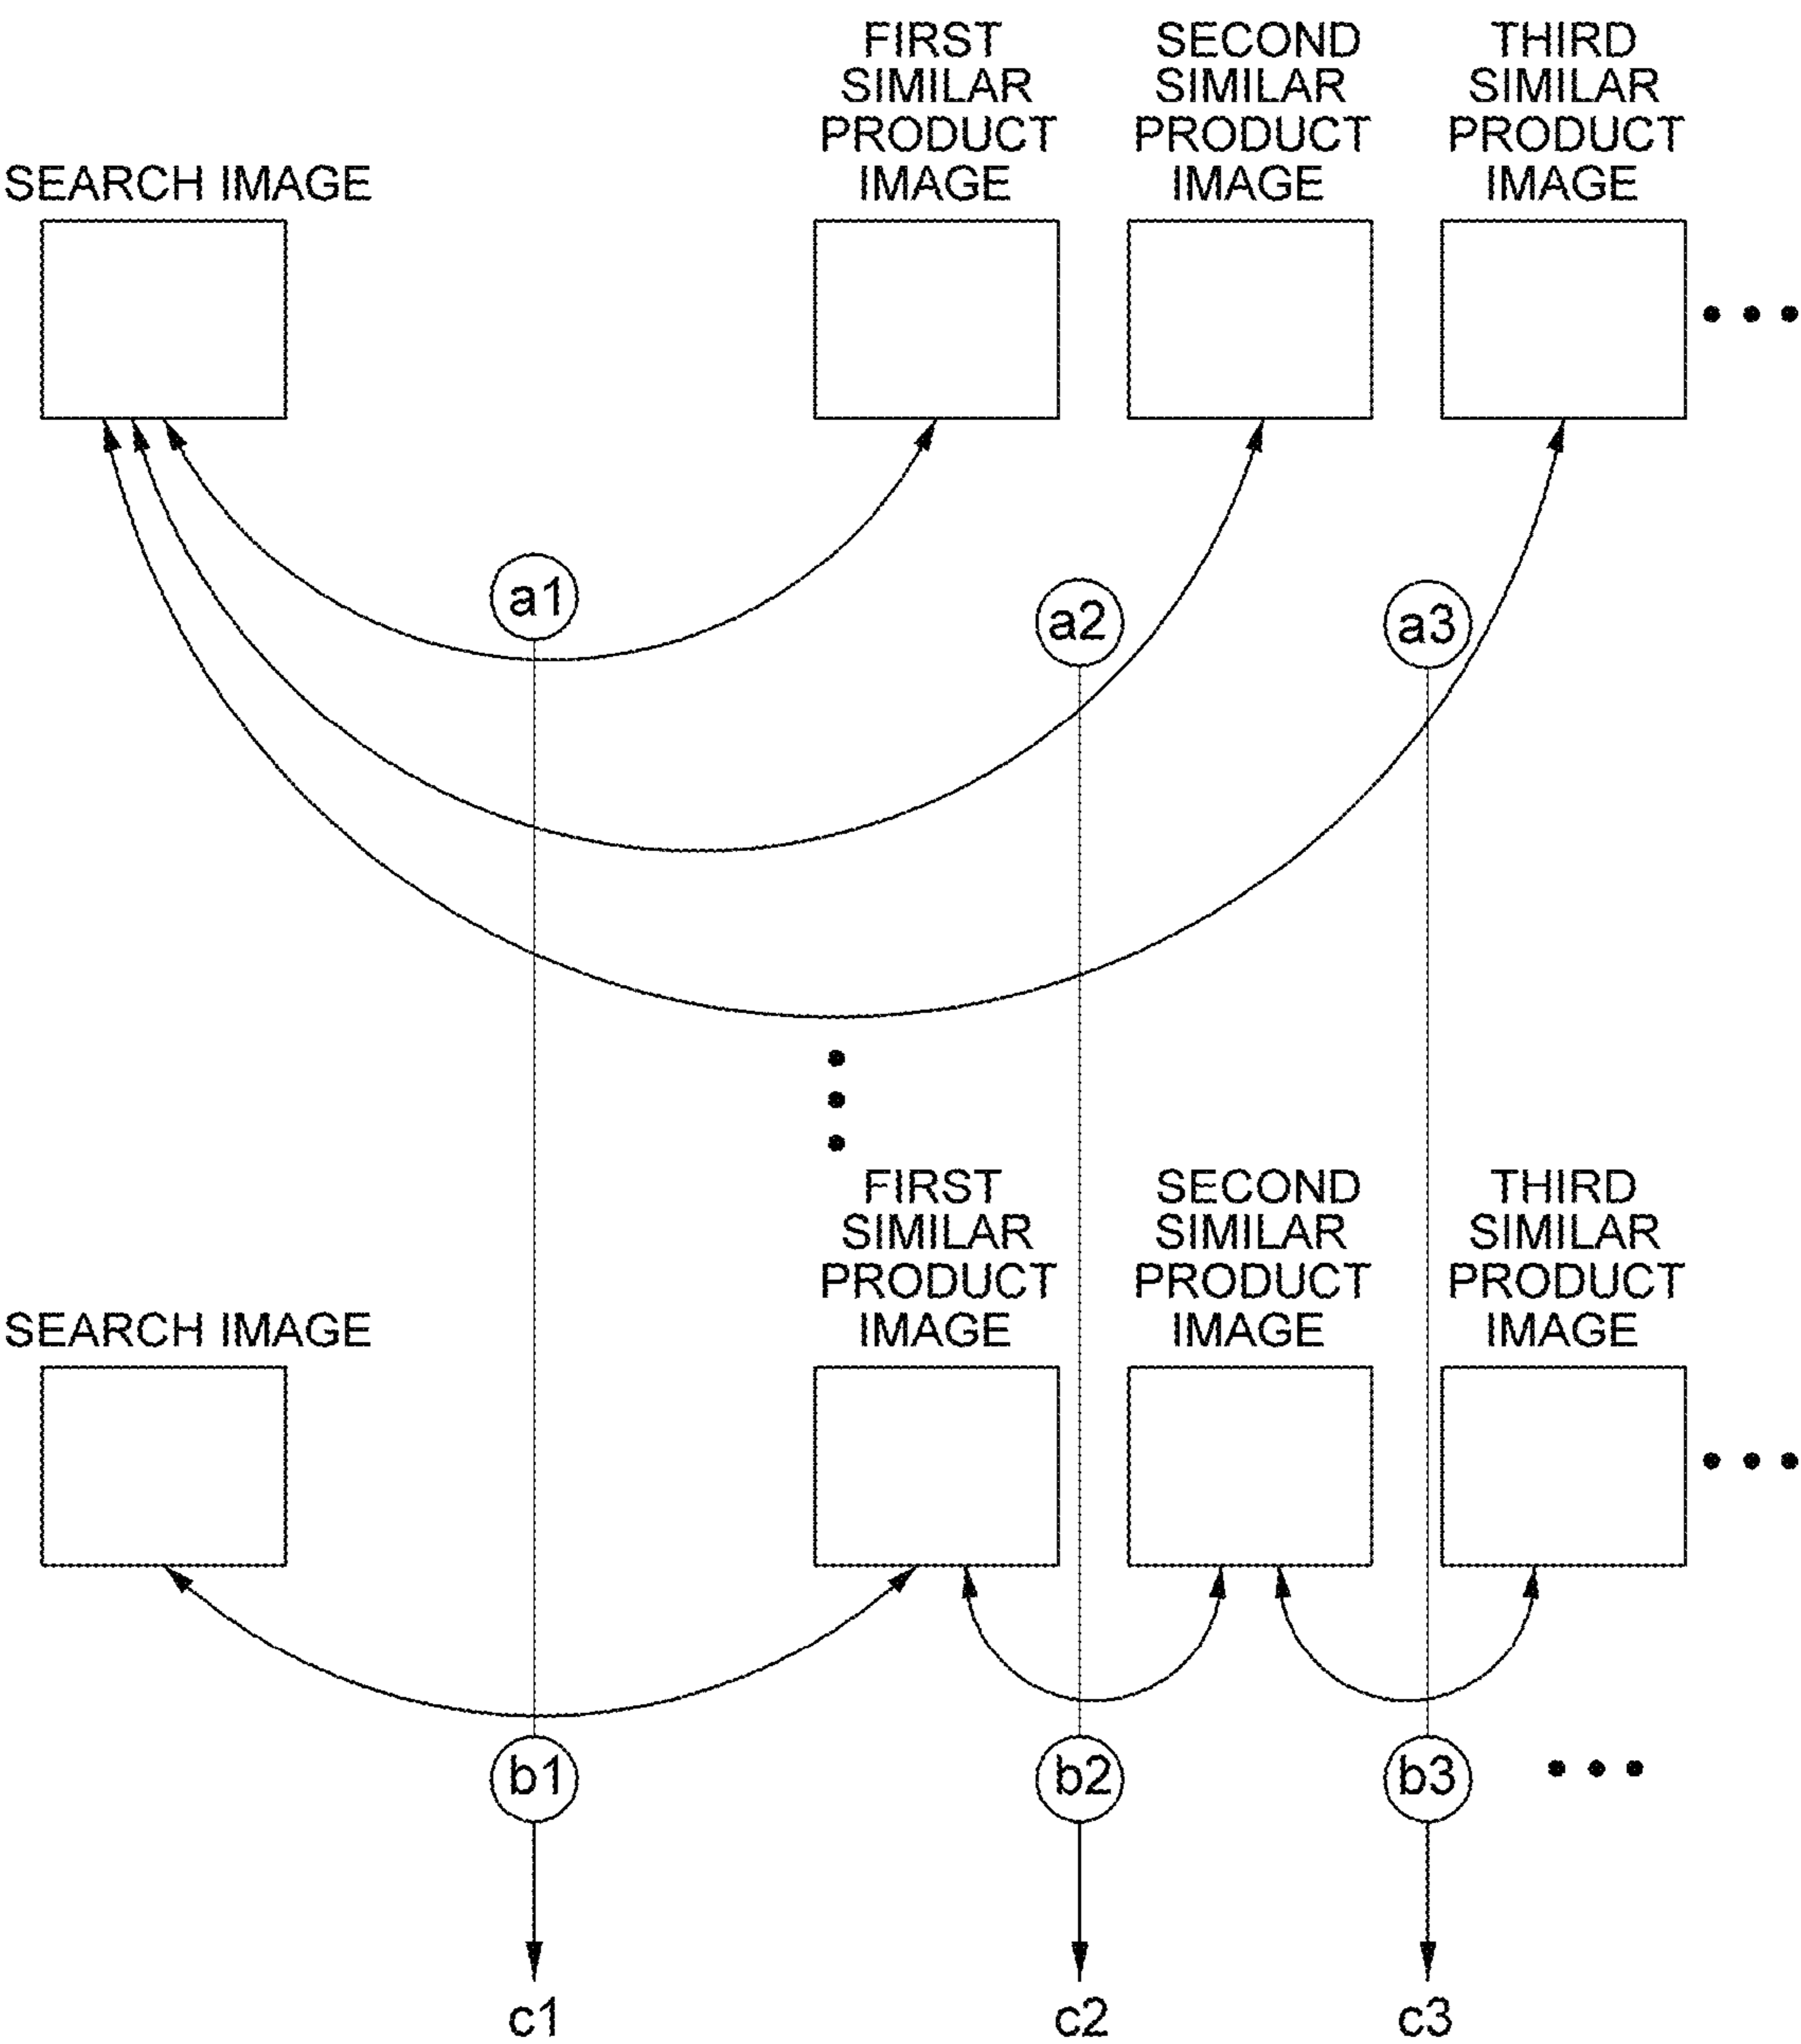 SEARCH IMAGE
FIRST
SIMILAR
PRODUCT
IMAGE
SECOND
SIMILAR
PRODUCT
IMAGE
THIRD
SIMILAR
PRODUCT
IMAGE
a1
a2
a3
SEARCH IMAGE
FIRST
SIMILAR
PRODUCT
IMAGE
SECOND
SIMILAR
PRODUCT
IMAGE
THIRD
SIMILAR
PRODUCT
IMAGE
b1
b2
b3
c1
c2
c3